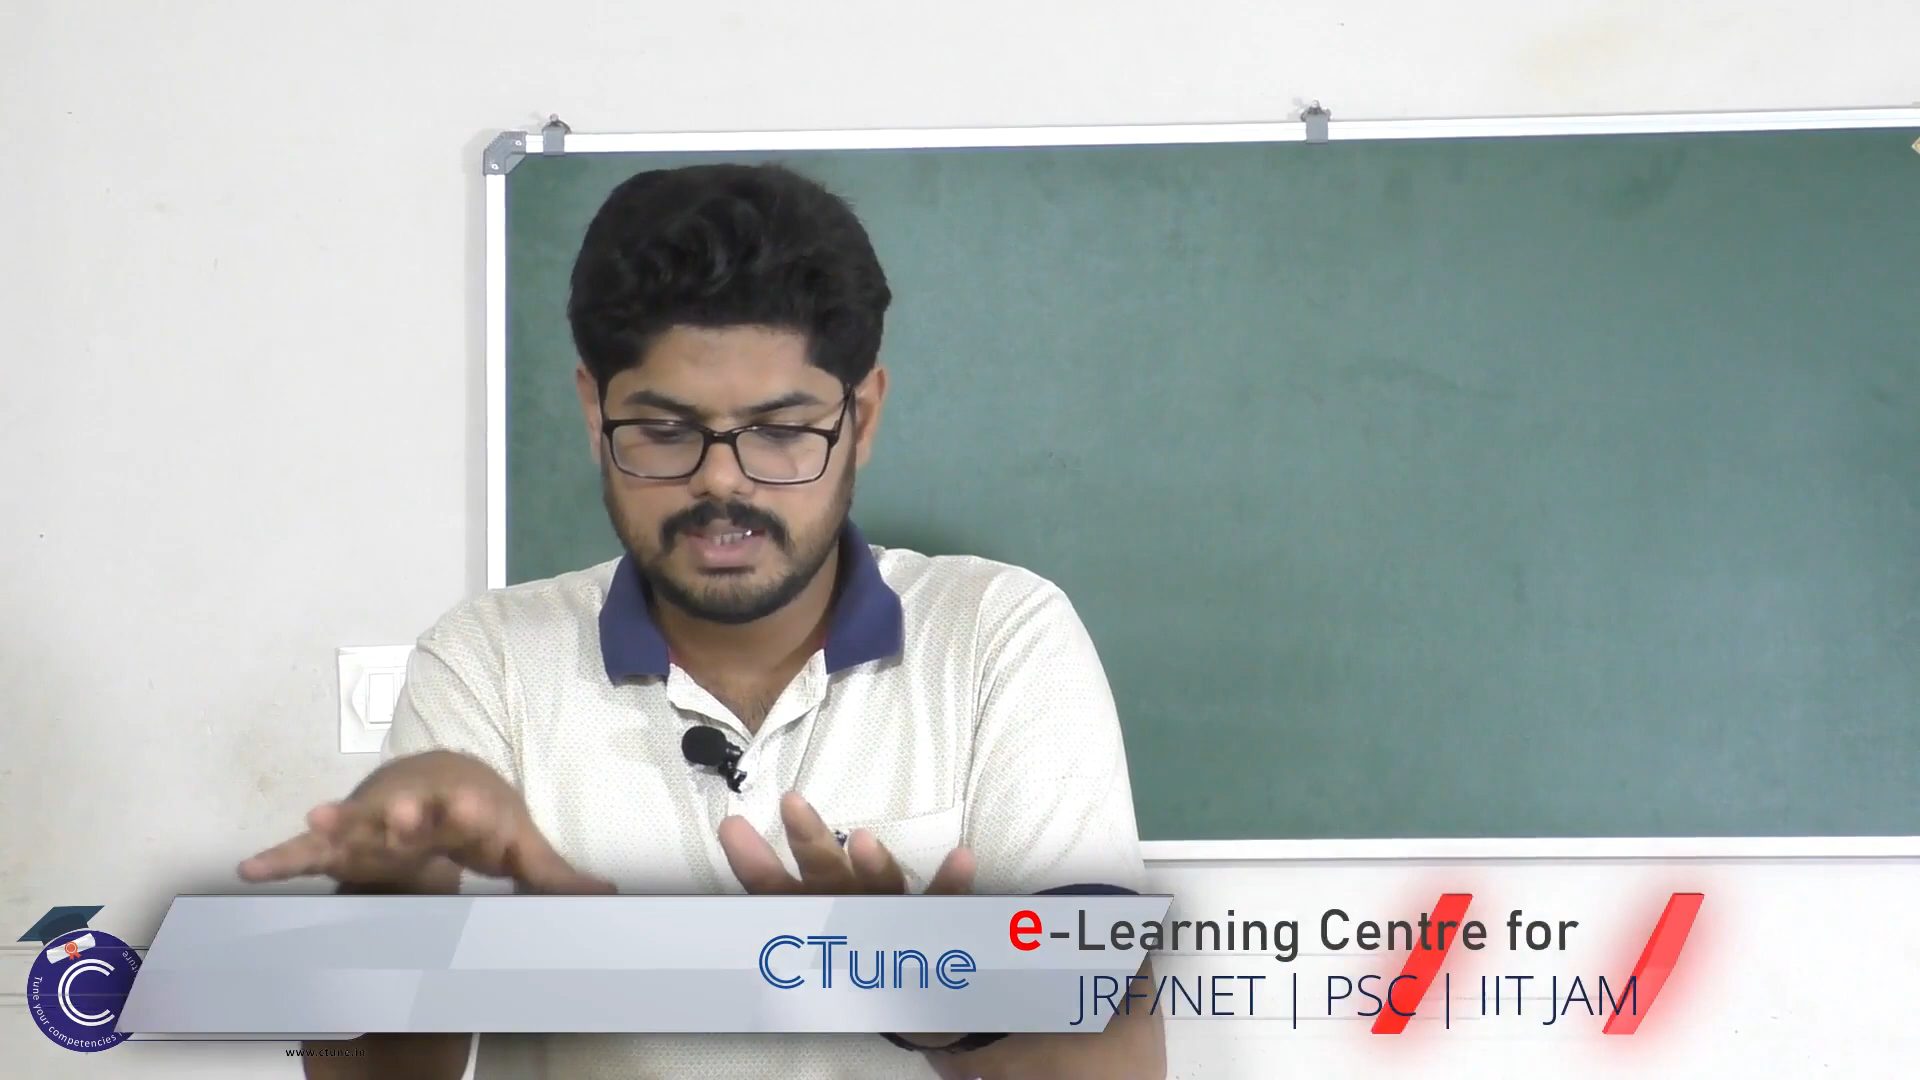 CTune
e-Learning Centre for
JRF/NET | PSC | IIT JAM
C
Tune your competencies
www.ctune.in